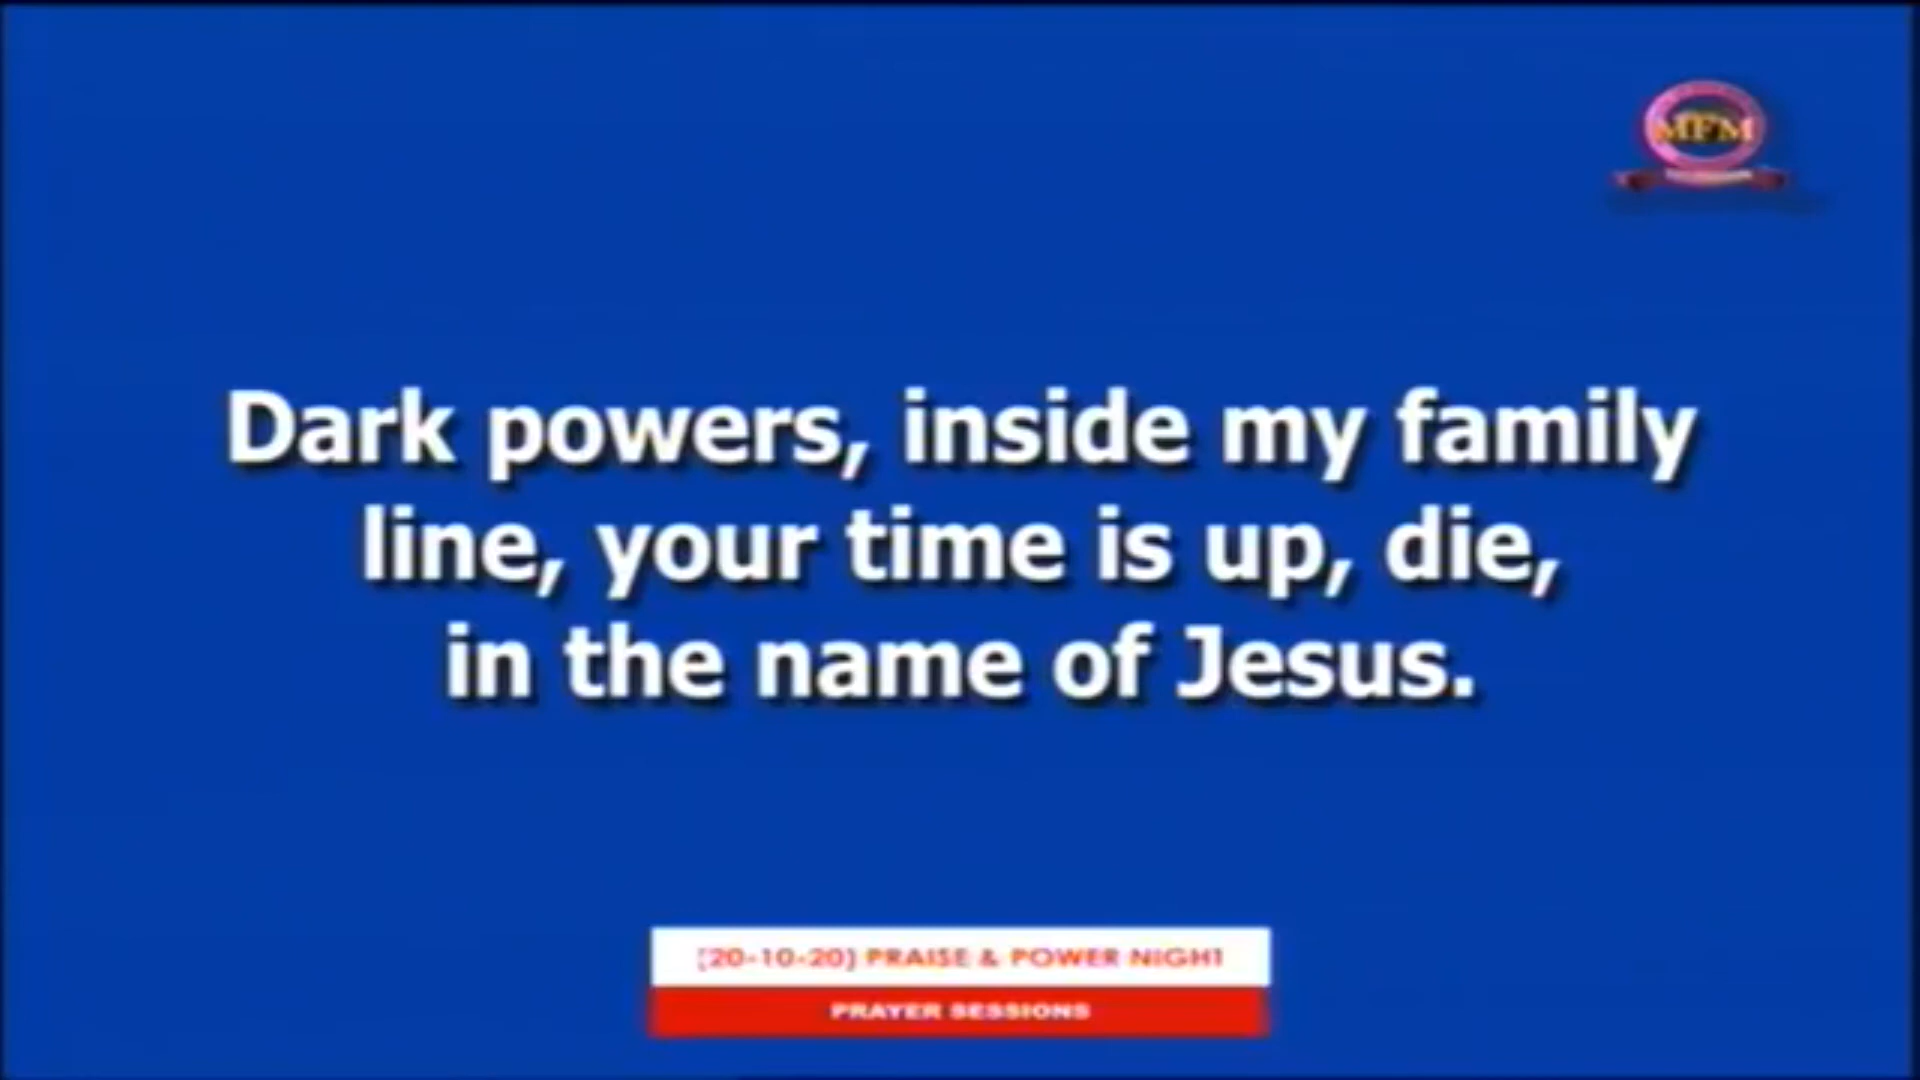 MFM
Dark powers, inside my family
line, your time is up, die,
in the name of Jesus.
[20-10-20] PRAISE & POWER NIGHT
PRAYER SESSIONS